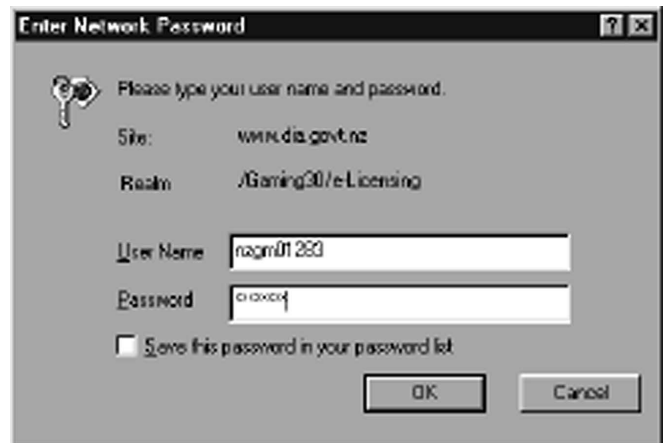 Enter Network Password
Please type your user name and password.
Site: www.dia.govt.nz
Realm /Gaming30/e-Licensing
User Name nzgm01283
Password ******
Save this password in your password list
OK Cancel